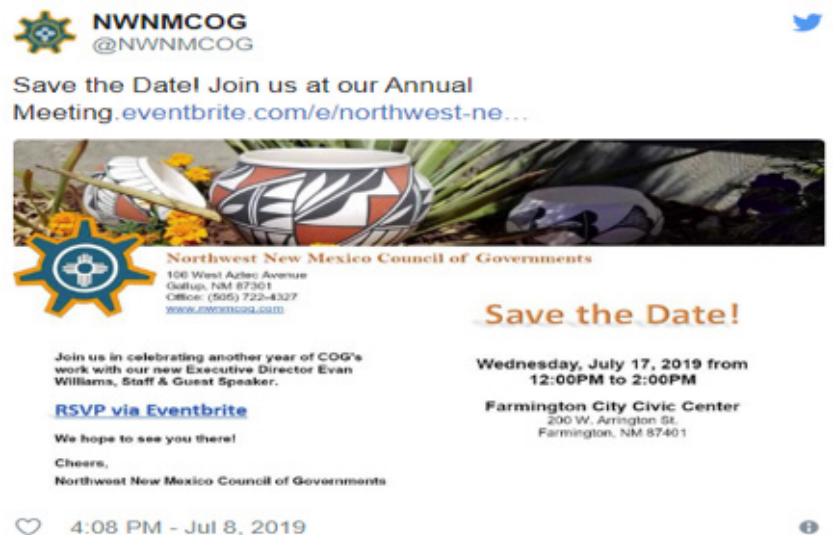 NWNMCOG
@NWNMCOG
Save the Date! Join us at our Annual
Meeting.eventbrite.com/e/northwest-ne…
Northwest New Mexico Council of Governments
106 West Aztec Avenue
Gallup, NM 87301
Office: (505) 722-4327
www.nwnmcog.com
Save the Date!
Join us in celebrating another year of COG's
work with our new Executive Director Evan
Williams, Staff & Guest Speaker.
RSVP via Eventbrite
We hope to see you there!
Cheers,
Northwest New Mexico Council of Governments
Wednesday, July 17, 2019 from
12:00PM to 2:00PM
Farmington City Civic Center
200 W. Arrington St.
Farmington, NM 87401
4:08 PM - Jul 8, 2019